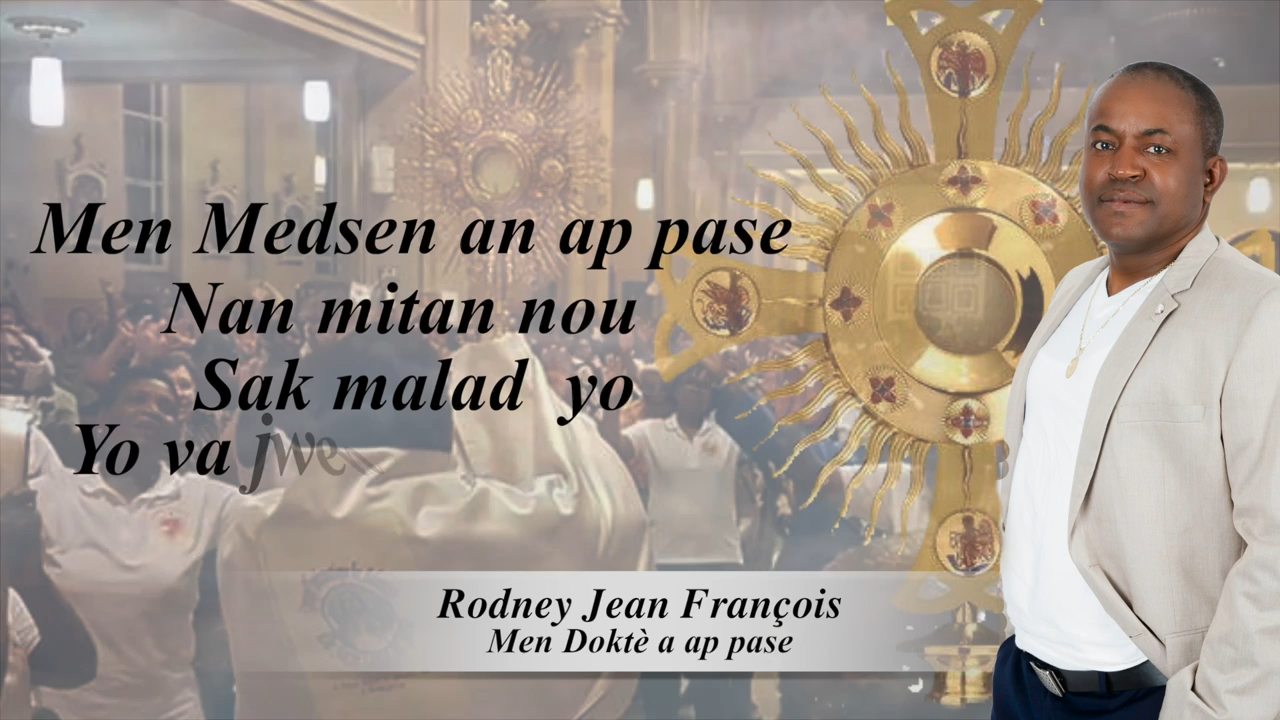 Men Medsen an ap pase
Nan mitan nou
Sak malad yo
Yo va jwe
Rodney Jean François
Men Doktè a ap pase